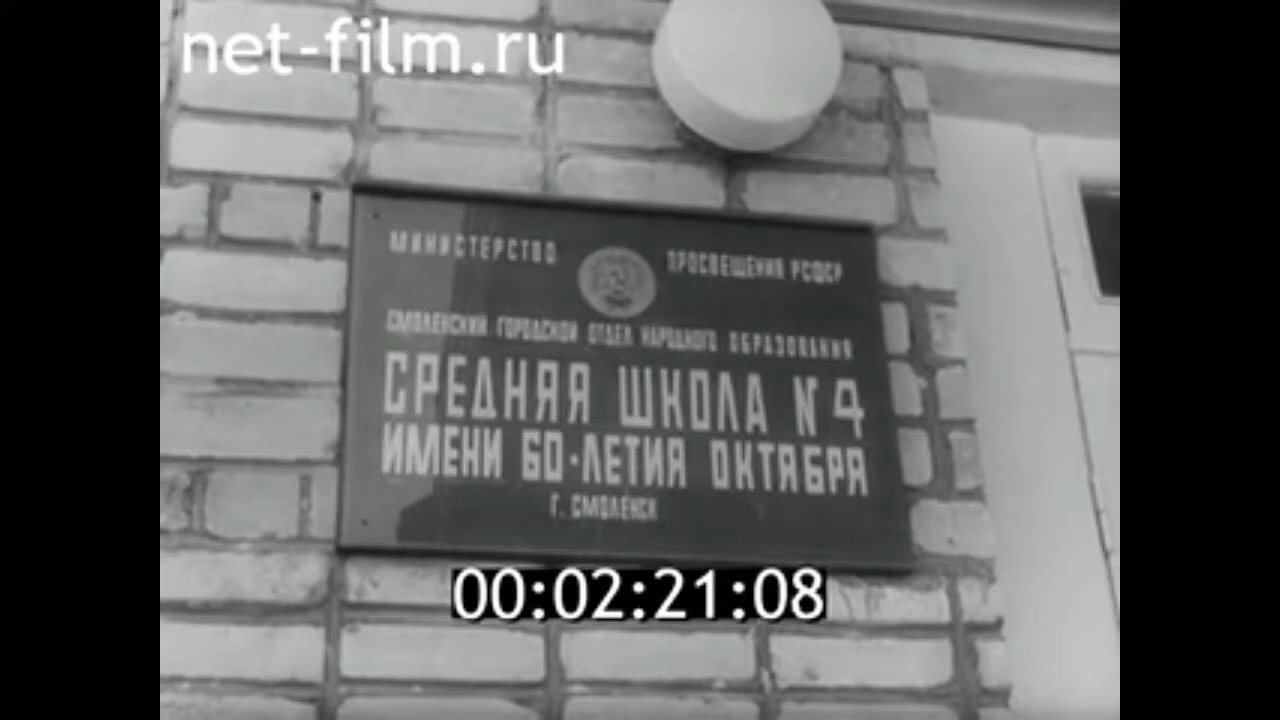 net-film.ru
МИНИСТЕРСТВО ПРОСВЕЩЕНИЯ РСФСР
СМОЛЕНСКИЙ ГОРОДСКОЙ ОТДЕЛ НАРОДНОГО ОБРАЗОВАНИЯ
СРЕДНЯЯ ШКОЛА №4
ИМЕНИ 60-ЛЕТИЯ ОКТЯБРЯ
Г. СМОЛЕНСК
00:02:21:08